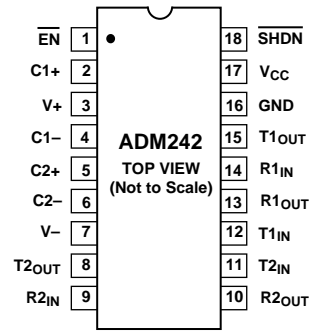 EN 1 18 SHDN
C1+ 2 17 VCC
V+ 3 16 GND
C1– 4 ADM242 15 T1OUT
C2+ 5 TOP VIEW 14 R1IN
C2– 6 (Not to Scale) 13 R1OUT
V– 7 12 T1IN
T2OUT 8 11 T2IN
R2IN 9 10 R2OUT